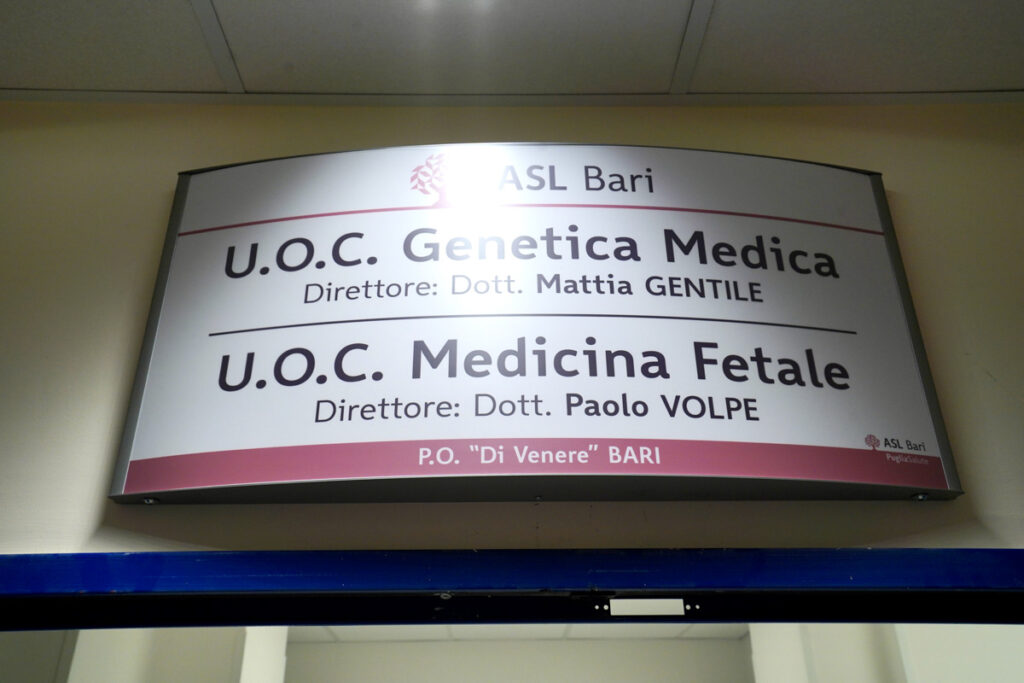 ASL Bari
U.O.C. Genetica Medica
Direttore: Dott. Mattia GENTILE
U.O.C. Medicina Fetale
Direttore: Dott. Paolo VOLPE
P.O. "Di Venere" BARI
ASL Bari
PugliaSalute